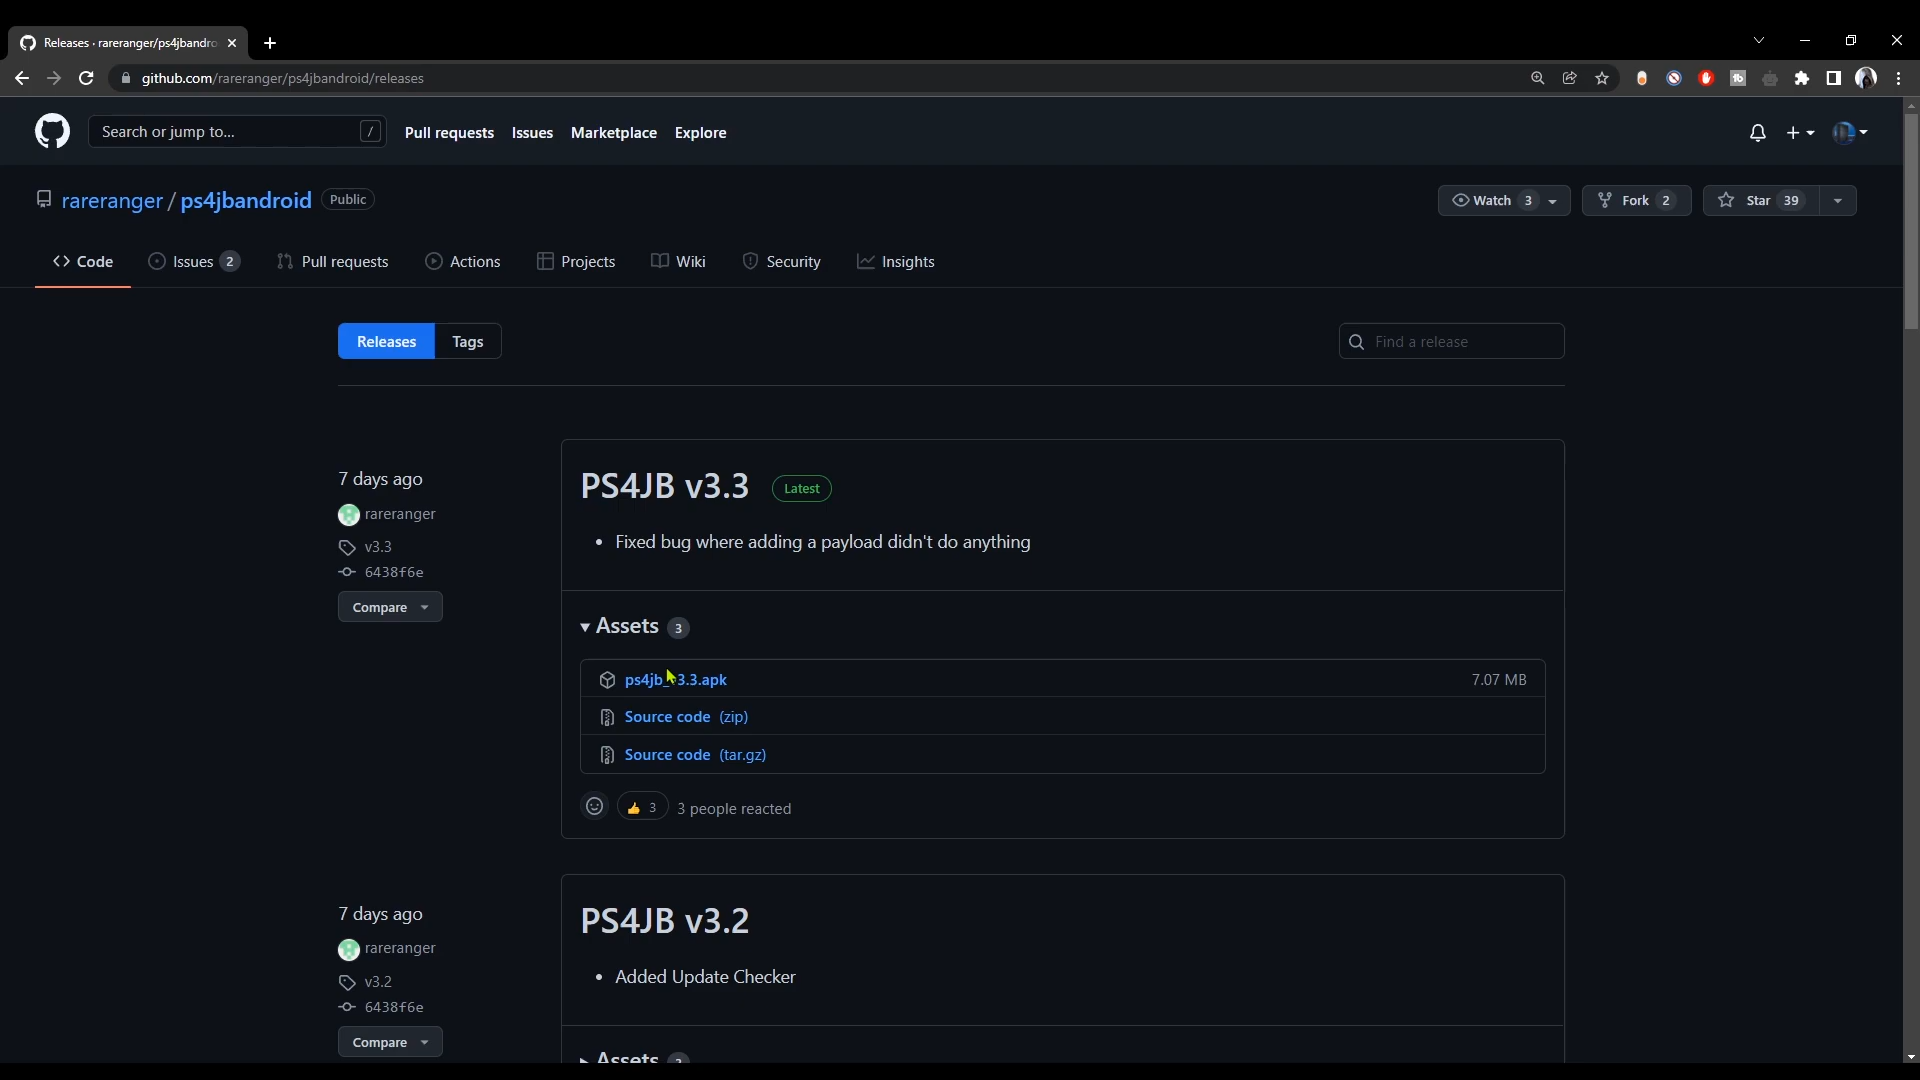 Releases · rareranger/ps4jbandro
github.com/rareranger/ps4jbandroid/releases
Search or jump to... /
Pull requests Issues Marketplace Explore
rareranger / ps4jbandroid Public
Watch 3 Fork 2 Star 39
<> Code Issues 2 Pull requests Actions Projects Wiki Security Insights
Releases Tags
Find a release
7 days ago
rareranger
v3.3
6438f6e
Compare
PS4JB v3.3 Latest
• Fixed bug where adding a payload didn't do anything
Assets 3
ps4jb_v3.3.apk 7.07 MB
Source code (zip)
Source code (tar.gz)
👍 3 3 people reacted
7 days ago
rareranger
v3.2
6438f6e
Compare
PS4JB v3.2
• Added Update Checker
Assets